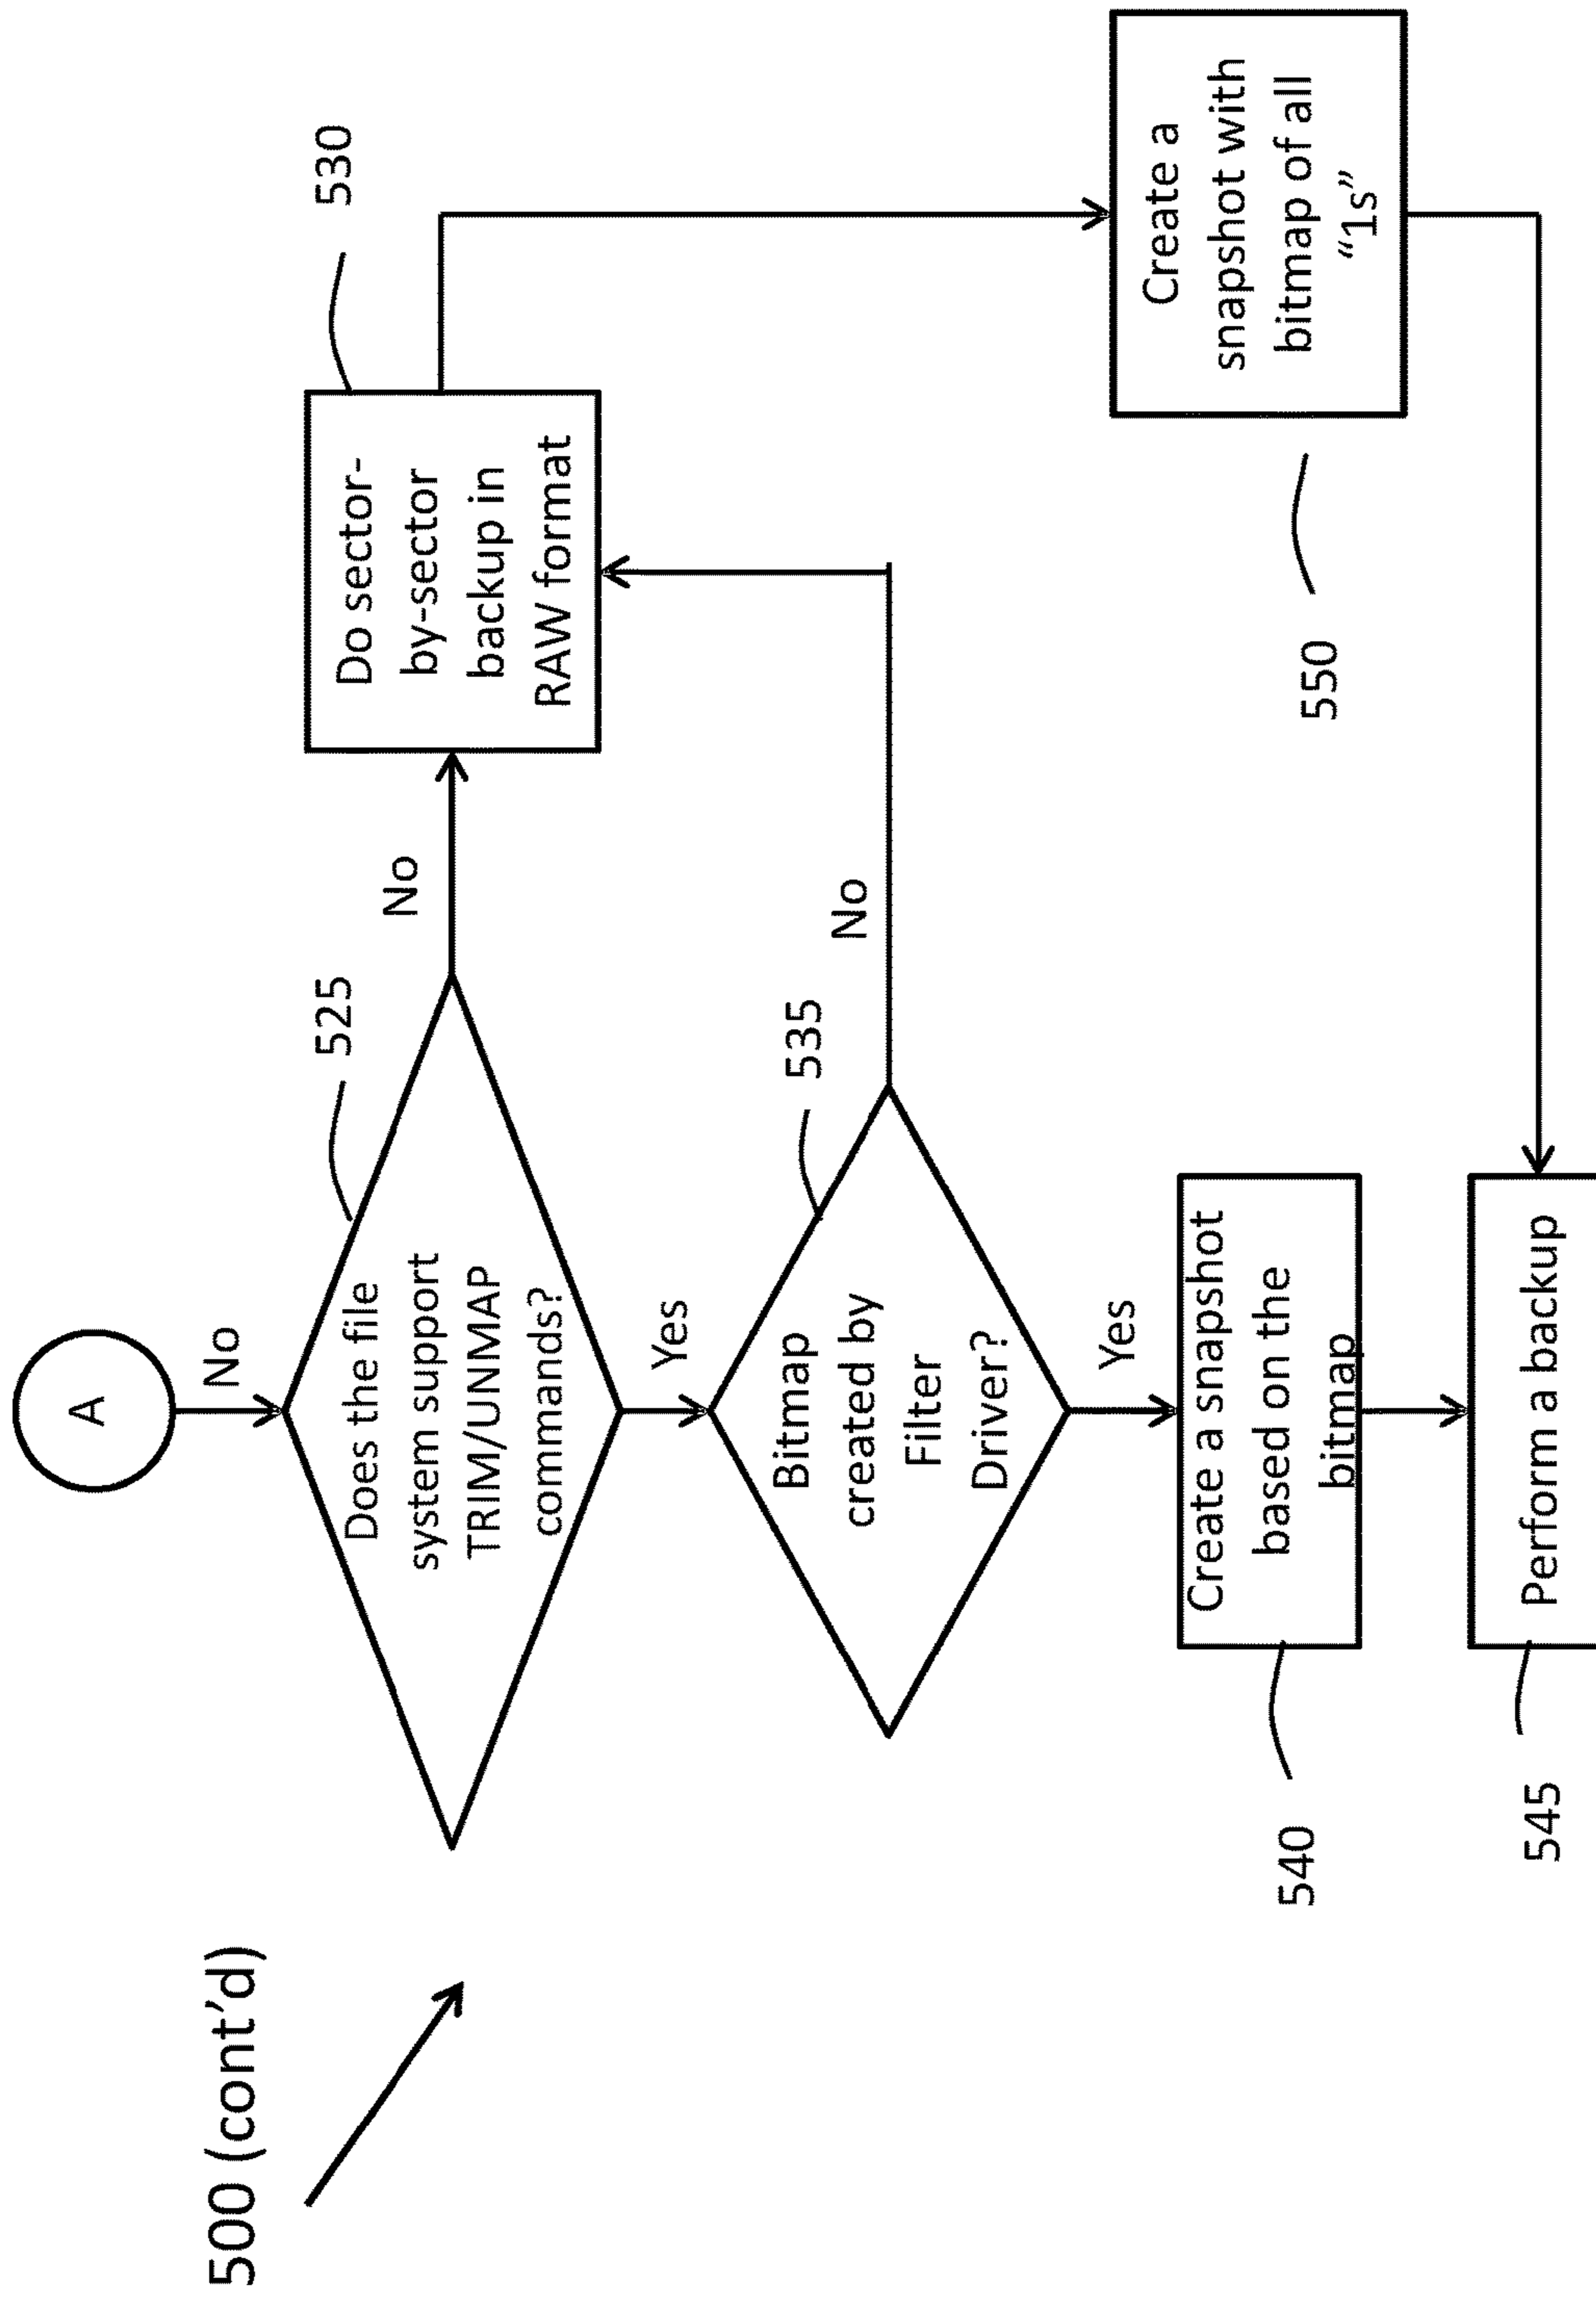 500 (cont'd)
A
No
525
Does the file
system support
TRIM/UNMAP
commands?
No
530
Do sector-
by-sector
backup in
RAW format
Yes
535
Bitmap
created by
Filter
Driver?
No
Yes
540
Create a snapshot
based on the
bitmap
550
Create a
snapshot with
bitmap of all
“1s”
545
Perform a backup